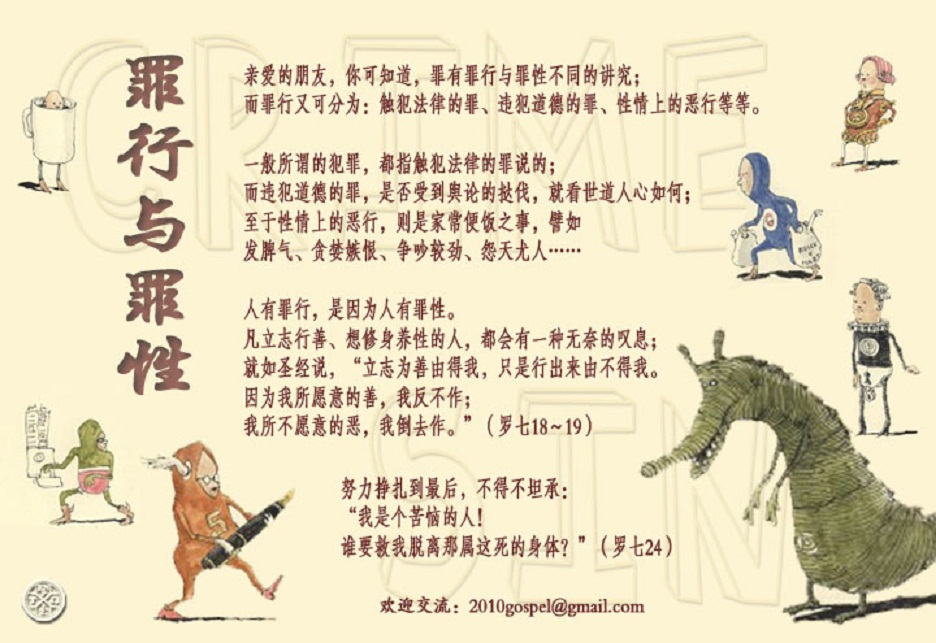 CRIME
罪行与罪性
亲爱的朋友，你可知道，罪有罪行与罪性不同的讲究；
而罪行又可分为：触犯法律的罪、违犯道德的罪、性情上的恶行等等。
一般所谓的犯罪，都指触犯法律的罪说的；
而违犯道德的罪，是否受到舆论的挞伐，就看世道人心如何；
至于性情上的恶行，则是家常便饭之事，譬如
发脾气、贪婪嫉恨、争吵较劲、怨天尤人……
人有罪行，是因为人有罪性。
凡立志行善、想修身养性的人，都会有一种无奈的叹息；
就如圣经说，“立志为善由得我，只是行出来由不得我。
因为我所愿意的善，我反不作；
我所不愿意的恶，我倒去作。”（罗七18～19）
SIN
努力挣扎到最后，不得不坦承：
“我是个苦恼的人！
谁要救我脱离那属这死的身体？”（罗七24）
5
欢迎交流：2010gospel@gmail.com